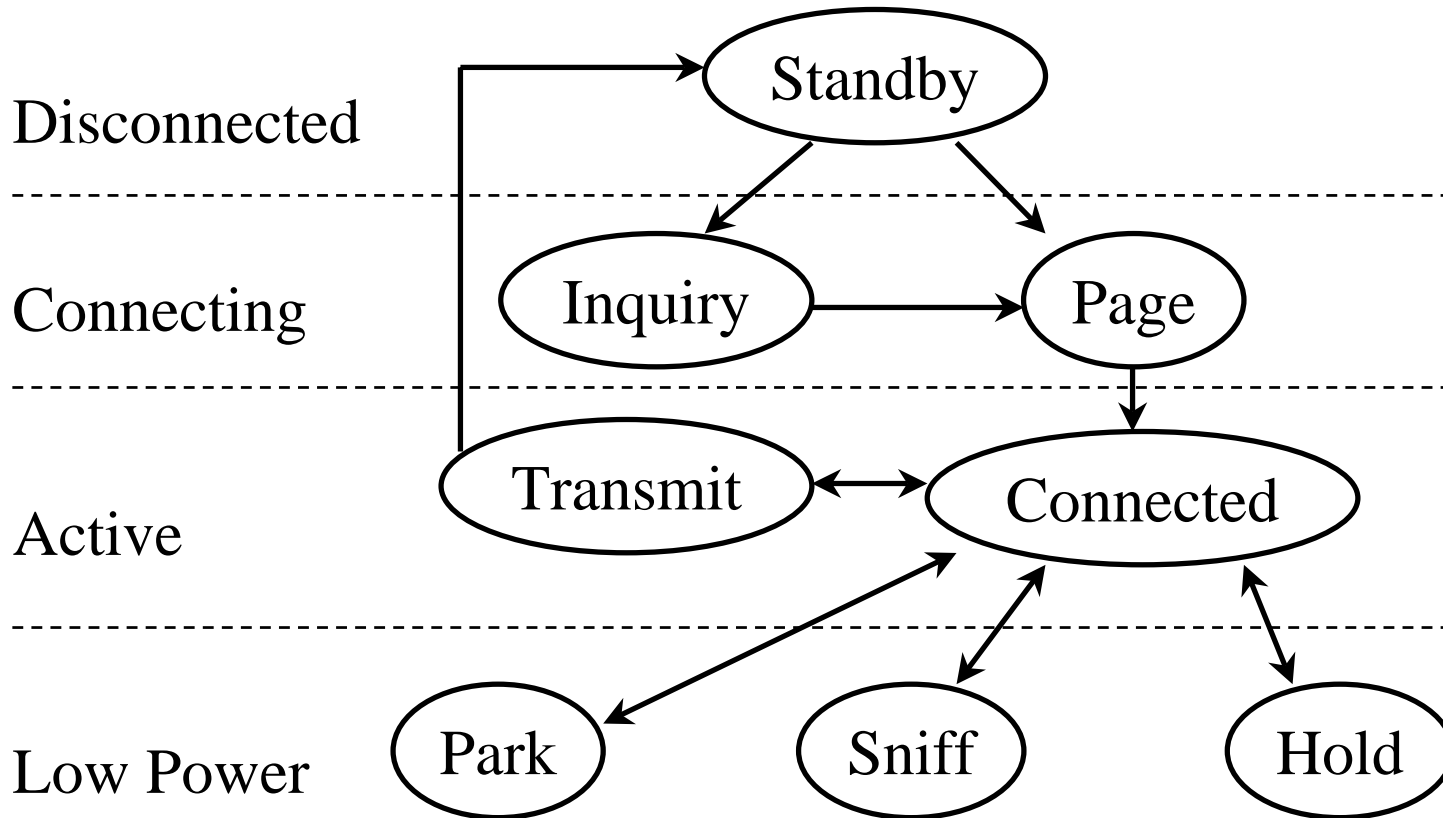 Standby
Disconnected
Inquiry
Page
Connecting
Transmit
Connected
Active
Park
Sniff
Hold
Low Power